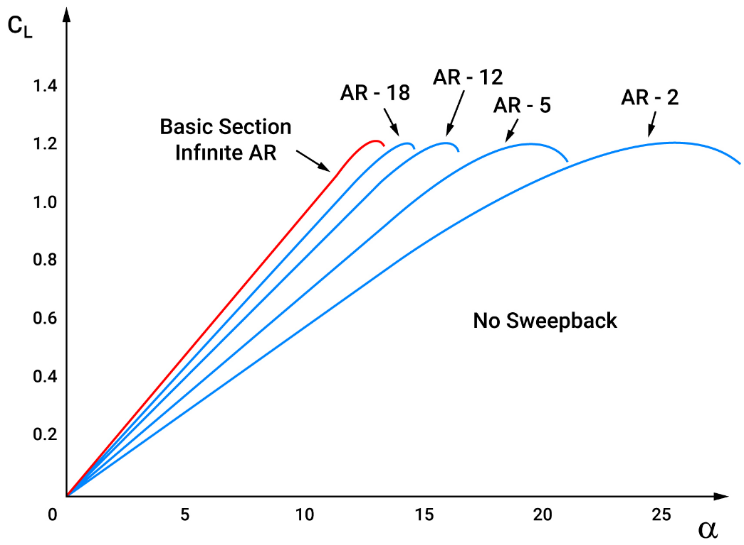 C_L
1.4
1.2
1.0
0.8
0.6
0.4
0.2
Basic Section
Infinite AR
AR - 18
AR - 12
AR - 5
AR - 2
No Sweepback
0
5
10
15
20
25
α